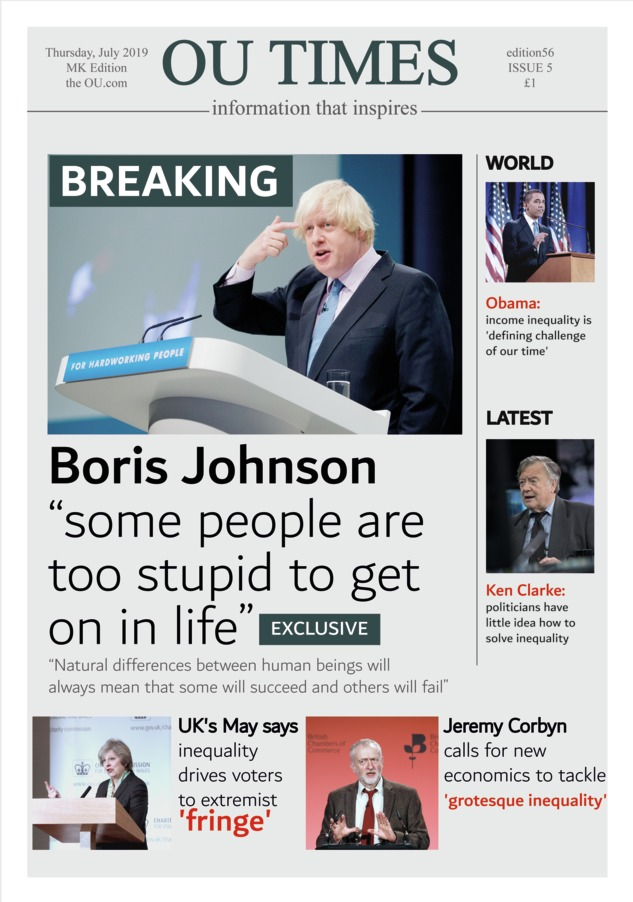 Thursday, July 2019
MK Edition
the OU.com
OU TIMES
edition56
ISSUE 5
£1
information that inspires
BREAKING
FOR HARDWORKING PEOPLE
Boris Johnson
“some people are
too stupid to get
on in life”
EXCLUSIVE
“Natural differences between human beings will
always mean that some will succeed and others will fail”
WORLD
Obama:
income inequality is
'defining challenge
of our time'
LATEST
Ken Clarke:
politicians have
little idea how to
solve inequality
UK's May says
inequality
drives voters
to extremist
'fringe'
British
Chambers of
Commerce
Jeremy Corbyn
calls for new
economics to tackle
'grotesque inequality'